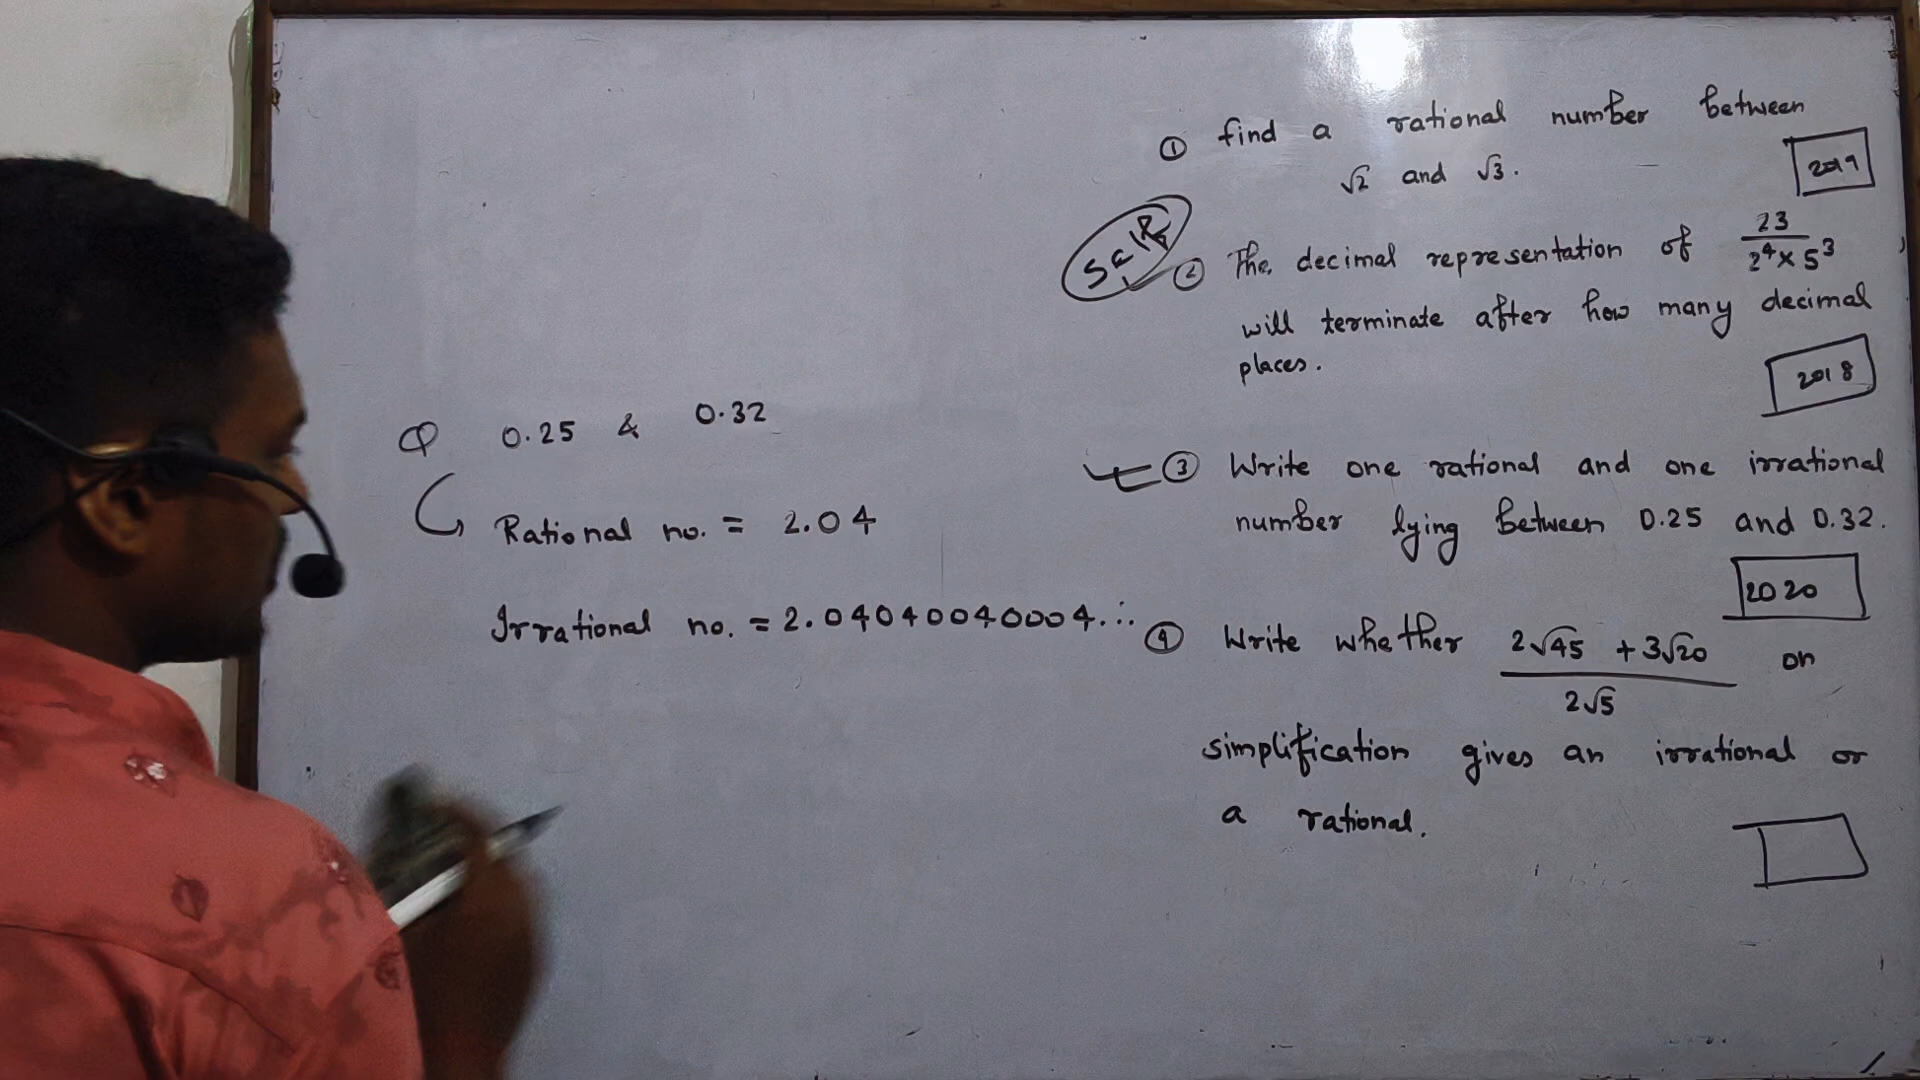 ① find a rational number between
√2 and √3.
2019
Self
② The decimal representation of 23/(2⁴×5³),
will terminate after how many decimal
places.
2018
③ Write one rational and one irrational
number lying between 0.25 and 0.32.
2020
④ Write whether (2√45 + 3√20)/(2√5) on
simplification gives an irrational or
a rational.
Q 0.25 & 0.32
Rational no. = 2.04
Irrational no. = 2.04040040004...